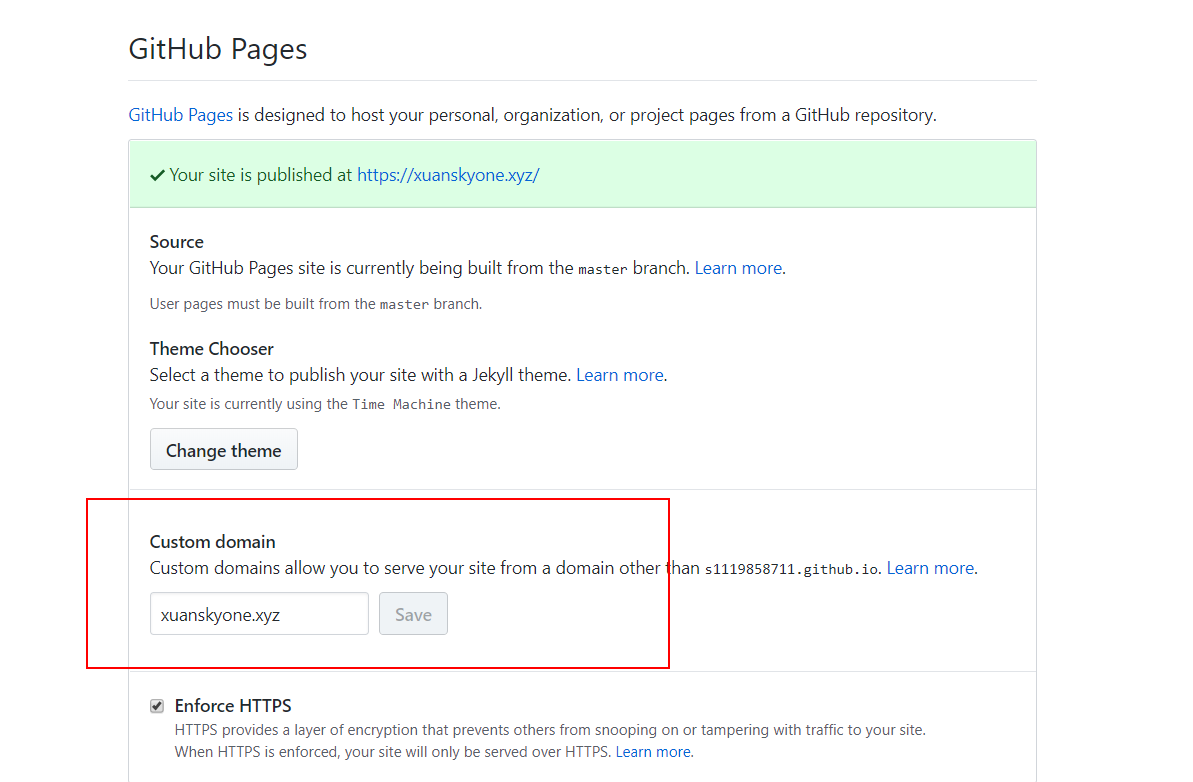 GitHub Pages
GitHub Pages is designed to host your personal, organization, or project pages from a GitHub repository.
✔ Your site is published at https://xuanskyone.xyz/
Source
Your GitHub Pages site is currently being built from the master branch. Learn more.
User pages must be built from the master branch.
Theme Chooser
Select a theme to publish your site with a Jekyll theme. Learn more.
Your site is currently using the Time Machine theme.
Change theme
Custom domain
Custom domains allow you to serve your site from a domain other than s1119858711.github.io. Learn more.
xuanskyone.xyz Save
Enforce HTTPS
HTTPS provides a layer of encryption that prevents others from snooping on or tampering with traffic to your site.
When HTTPS is enforced, your site will only be served over HTTPS. Learn more.